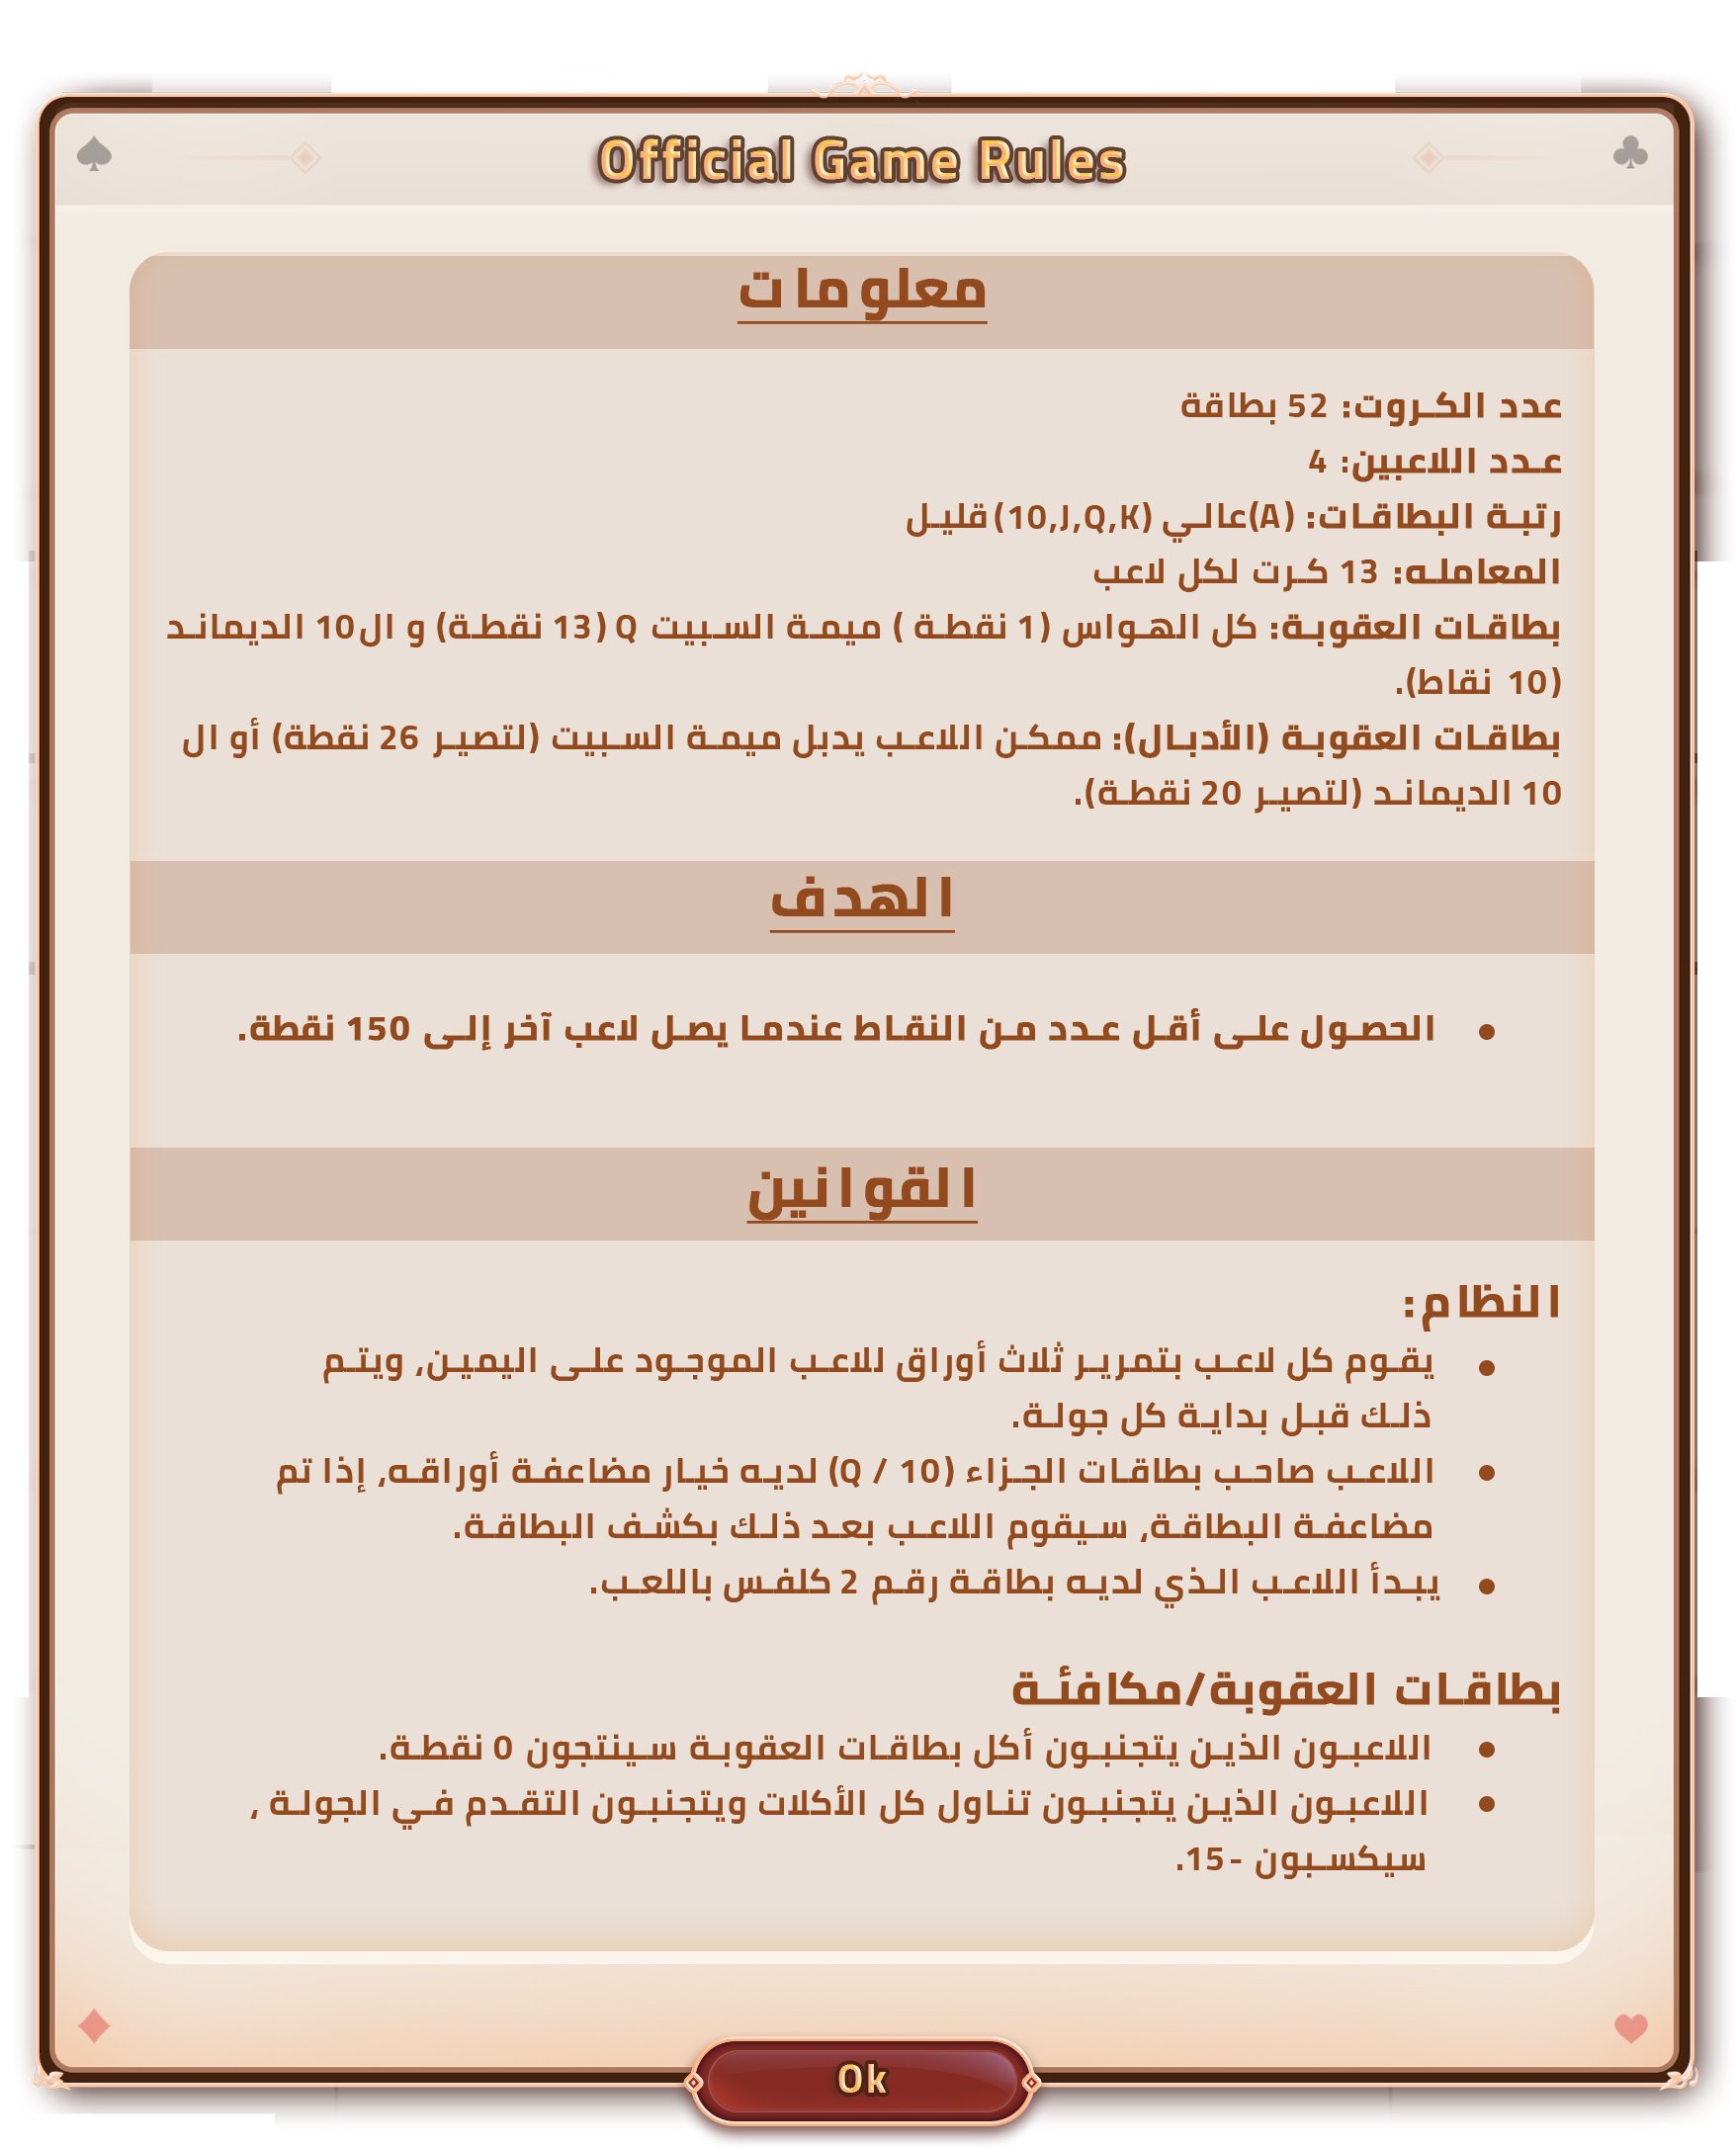 Official Game Rules
معلومات
عدد الكروت: 52 بطاقة
عدد اللاعبين: 4
رتبة البطاقات: (A)عالي (10,J,Q,K) قليل
المعامله: 13 كرت لكل لاعب
بطاقات العقوبة: كل الهواس (1 نقطة ) ميمة السبيت Q (13 نقطة) و ال10 الديماند
(10 نقاط).
بطاقات العقوبة (الأدبال): ممكن اللاعب يدبل ميمة السبيت (لتصير 26 نقطة) أو ال
10 الديماند (لتصير 20 نقطة).
الهدف
• الحصول على أقل عدد من النقاط عندما يصل لاعب آخر إلى 150 نقطة.
القوانين
النظام:
• يقوم كل لاعب بتمرير ثلاث أوراق للاعب الموجود على اليمين، ويتم
ذلك قبل بداية كل جولة.
• اللاعب صاحب بطاقات الجزاء (10 / Q) لديه خيار مضاعفة أوراقه، إذا تم
مضاعفة البطاقة، سيقوم اللاعب بعد ذلك بكشف البطاقة.
• يبدأ اللاعب الذي لديه بطاقة رقم 2 كلفس باللعب.
بطاقات العقوبة/مكافئة
• اللاعبون الذين يتجنبون أكل بطاقات العقوبة سينتجون 0 نقطة.
• اللاعبون الذين يتجنبون تناول كل الأكلات ويتجنبون التقدم في الجولة ،
سيكسبون -15.
Ok